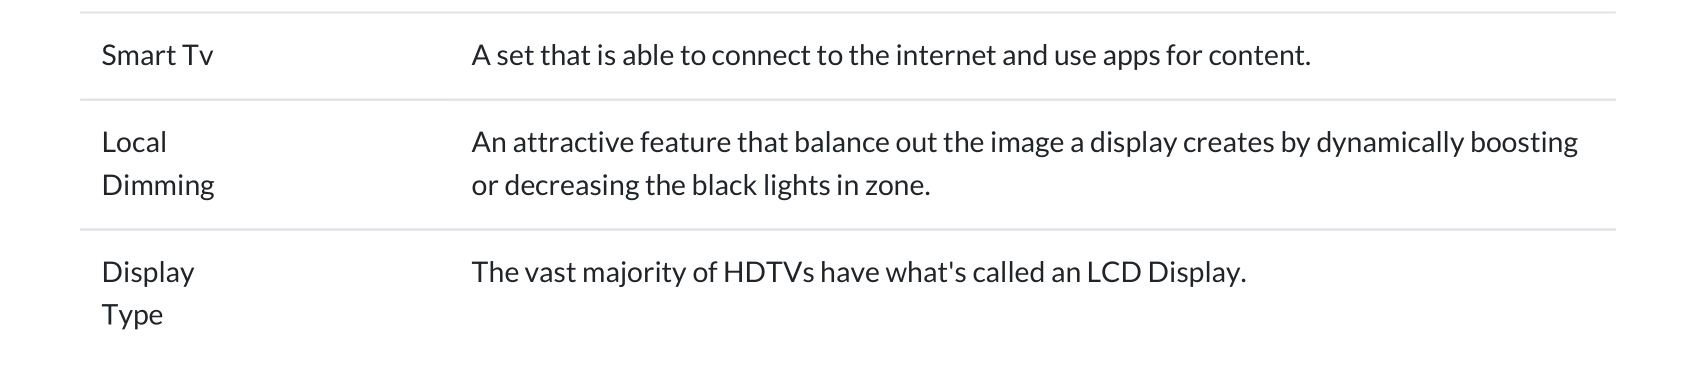 Smart Tv
A set that is able to connect to the internet and use apps for content.
Local
Dimming
An attractive feature that balance out the image a display creates by dynamically boosting
or decreasing the black lights in zone.
Display
Type
The vast majority of HDTVs have what's called an LCD Display.